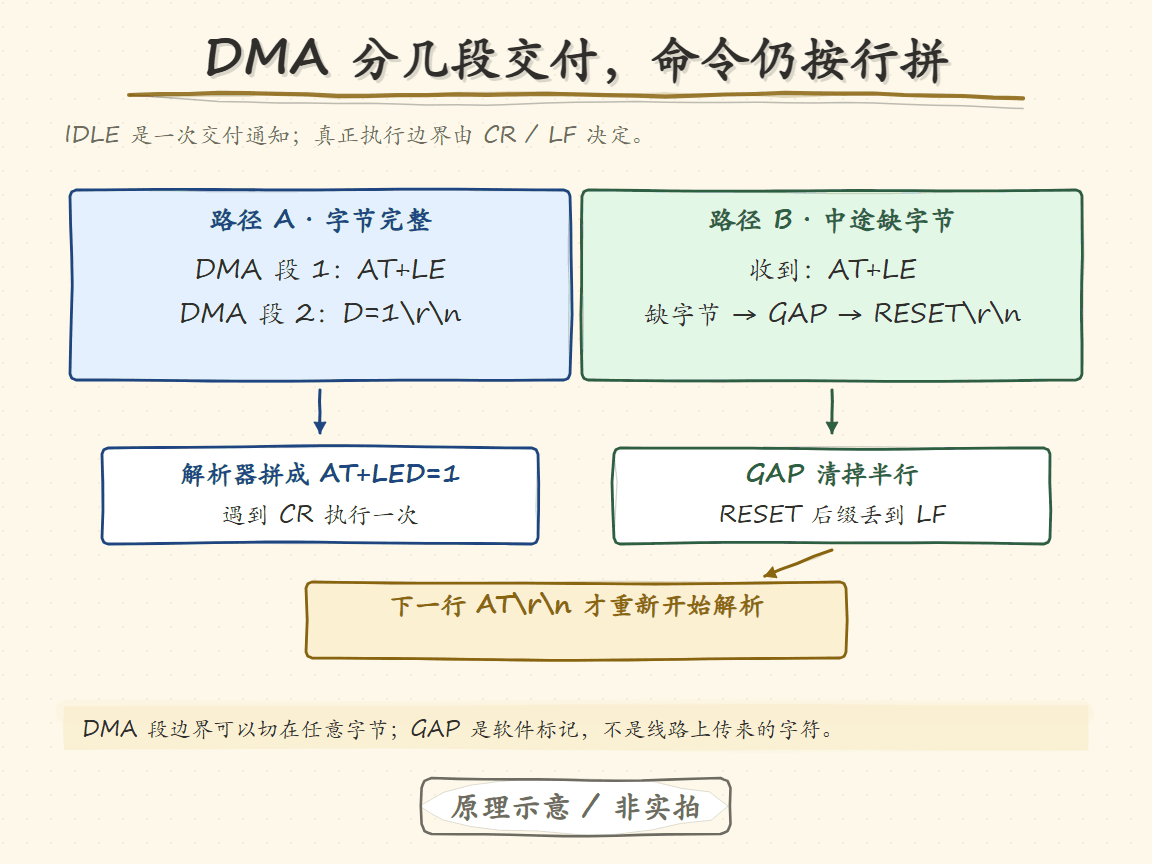 DMA 分几段交付，命令仍按行拼
IDLE 是一次交付通知；真正执行边界由 CR / LF 决定。
路径 A · 字节完整
DMA 段 1：AT+LE
DMA 段 2：D=1\r\n
路径 B · 中途缺字节
收到：AT+LE
缺字节 → GAP → RESET\r\n
解析器拼成 AT+LED=1
遇到 CR 执行一次
GAP 清掉半行
RESET 后缀丢到 LF
下一行 AT\r\n 才重新开始解析
DMA 段边界可以切在任意字节；GAP 是软件标记，不是线路上传来的字符。
原理示意 / 非实拍